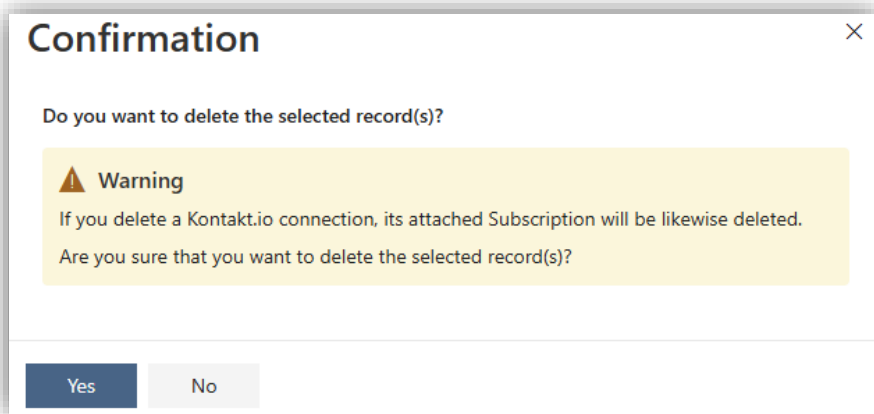 Confirmation
Do you want to delete the selected record(s)?
Warning
If you delete a Kontakt.io connection, its attached Subscription will be likewise deleted.
Are you sure that you want to delete the selected record(s)?
Yes No